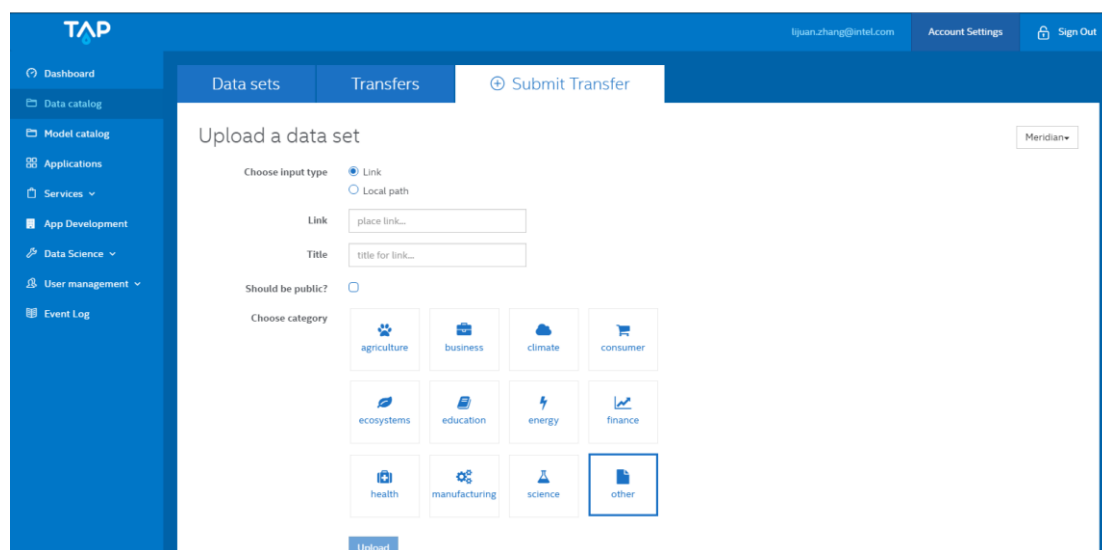 TAP
lijuan.zhang@intel.com
Account Settings
Sign Out
Dashboard
Data catalog
Model catalog
Applications
Services
App Development
Data Science
User management
Event Log
Data sets
Transfers
Submit Transfer
Upload a data set
Meridian
Choose input type
Link
Local path
Link
place link...
Title
title for link...
Should be public?
Choose category
agriculture
business
climate
consumer
ecosystems
education
energy
finance
health
manufacturing
science
other
Upload